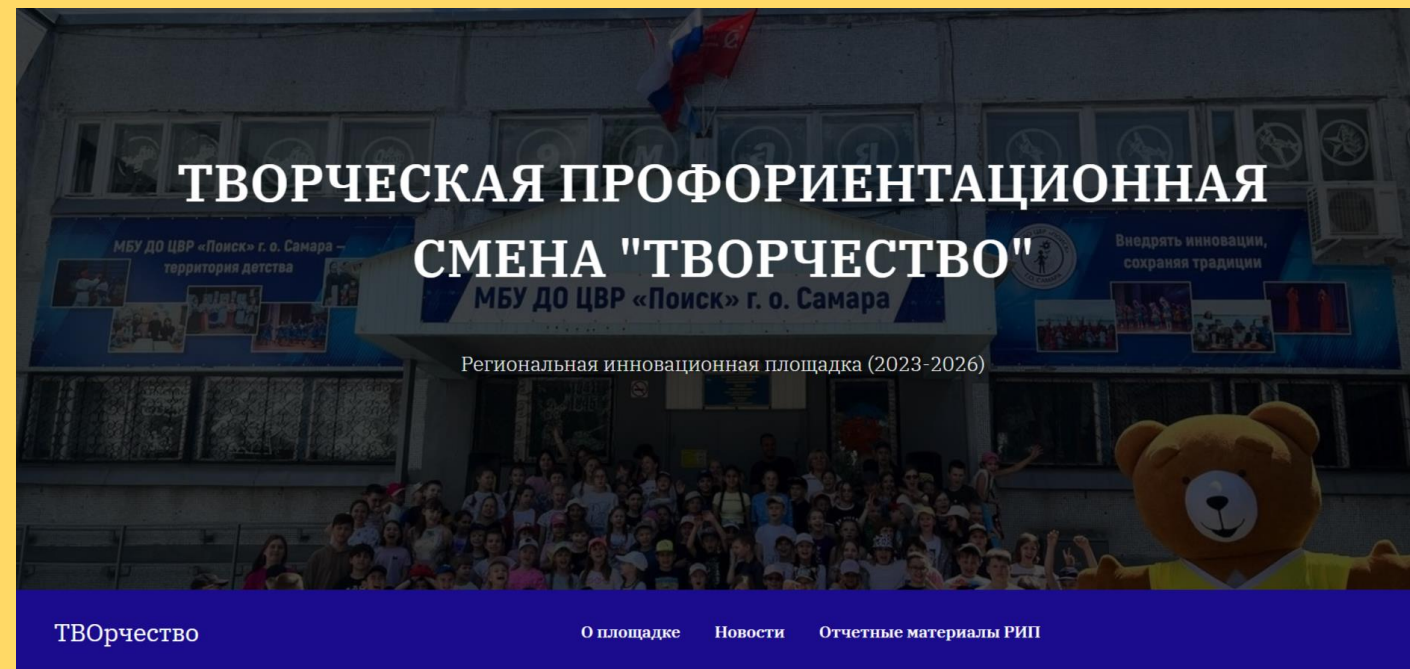 ТВОРЧЕСКАЯ ПРОФОРИЕНТАЦИОННАЯ
СМЕНА "ТВОРЧЕСТВО"
МБУ ДО ЦВР «Поиск» г. о. Самара –
территория детства
Внедрять инновации,
сохраняя традиции
МБУ ДО ЦВР «Поиск» г. о. Самара
Региональная инновационная площадка (2023-2026)
ТВОрчество
О площадке Новости Отчетные материалы РИП